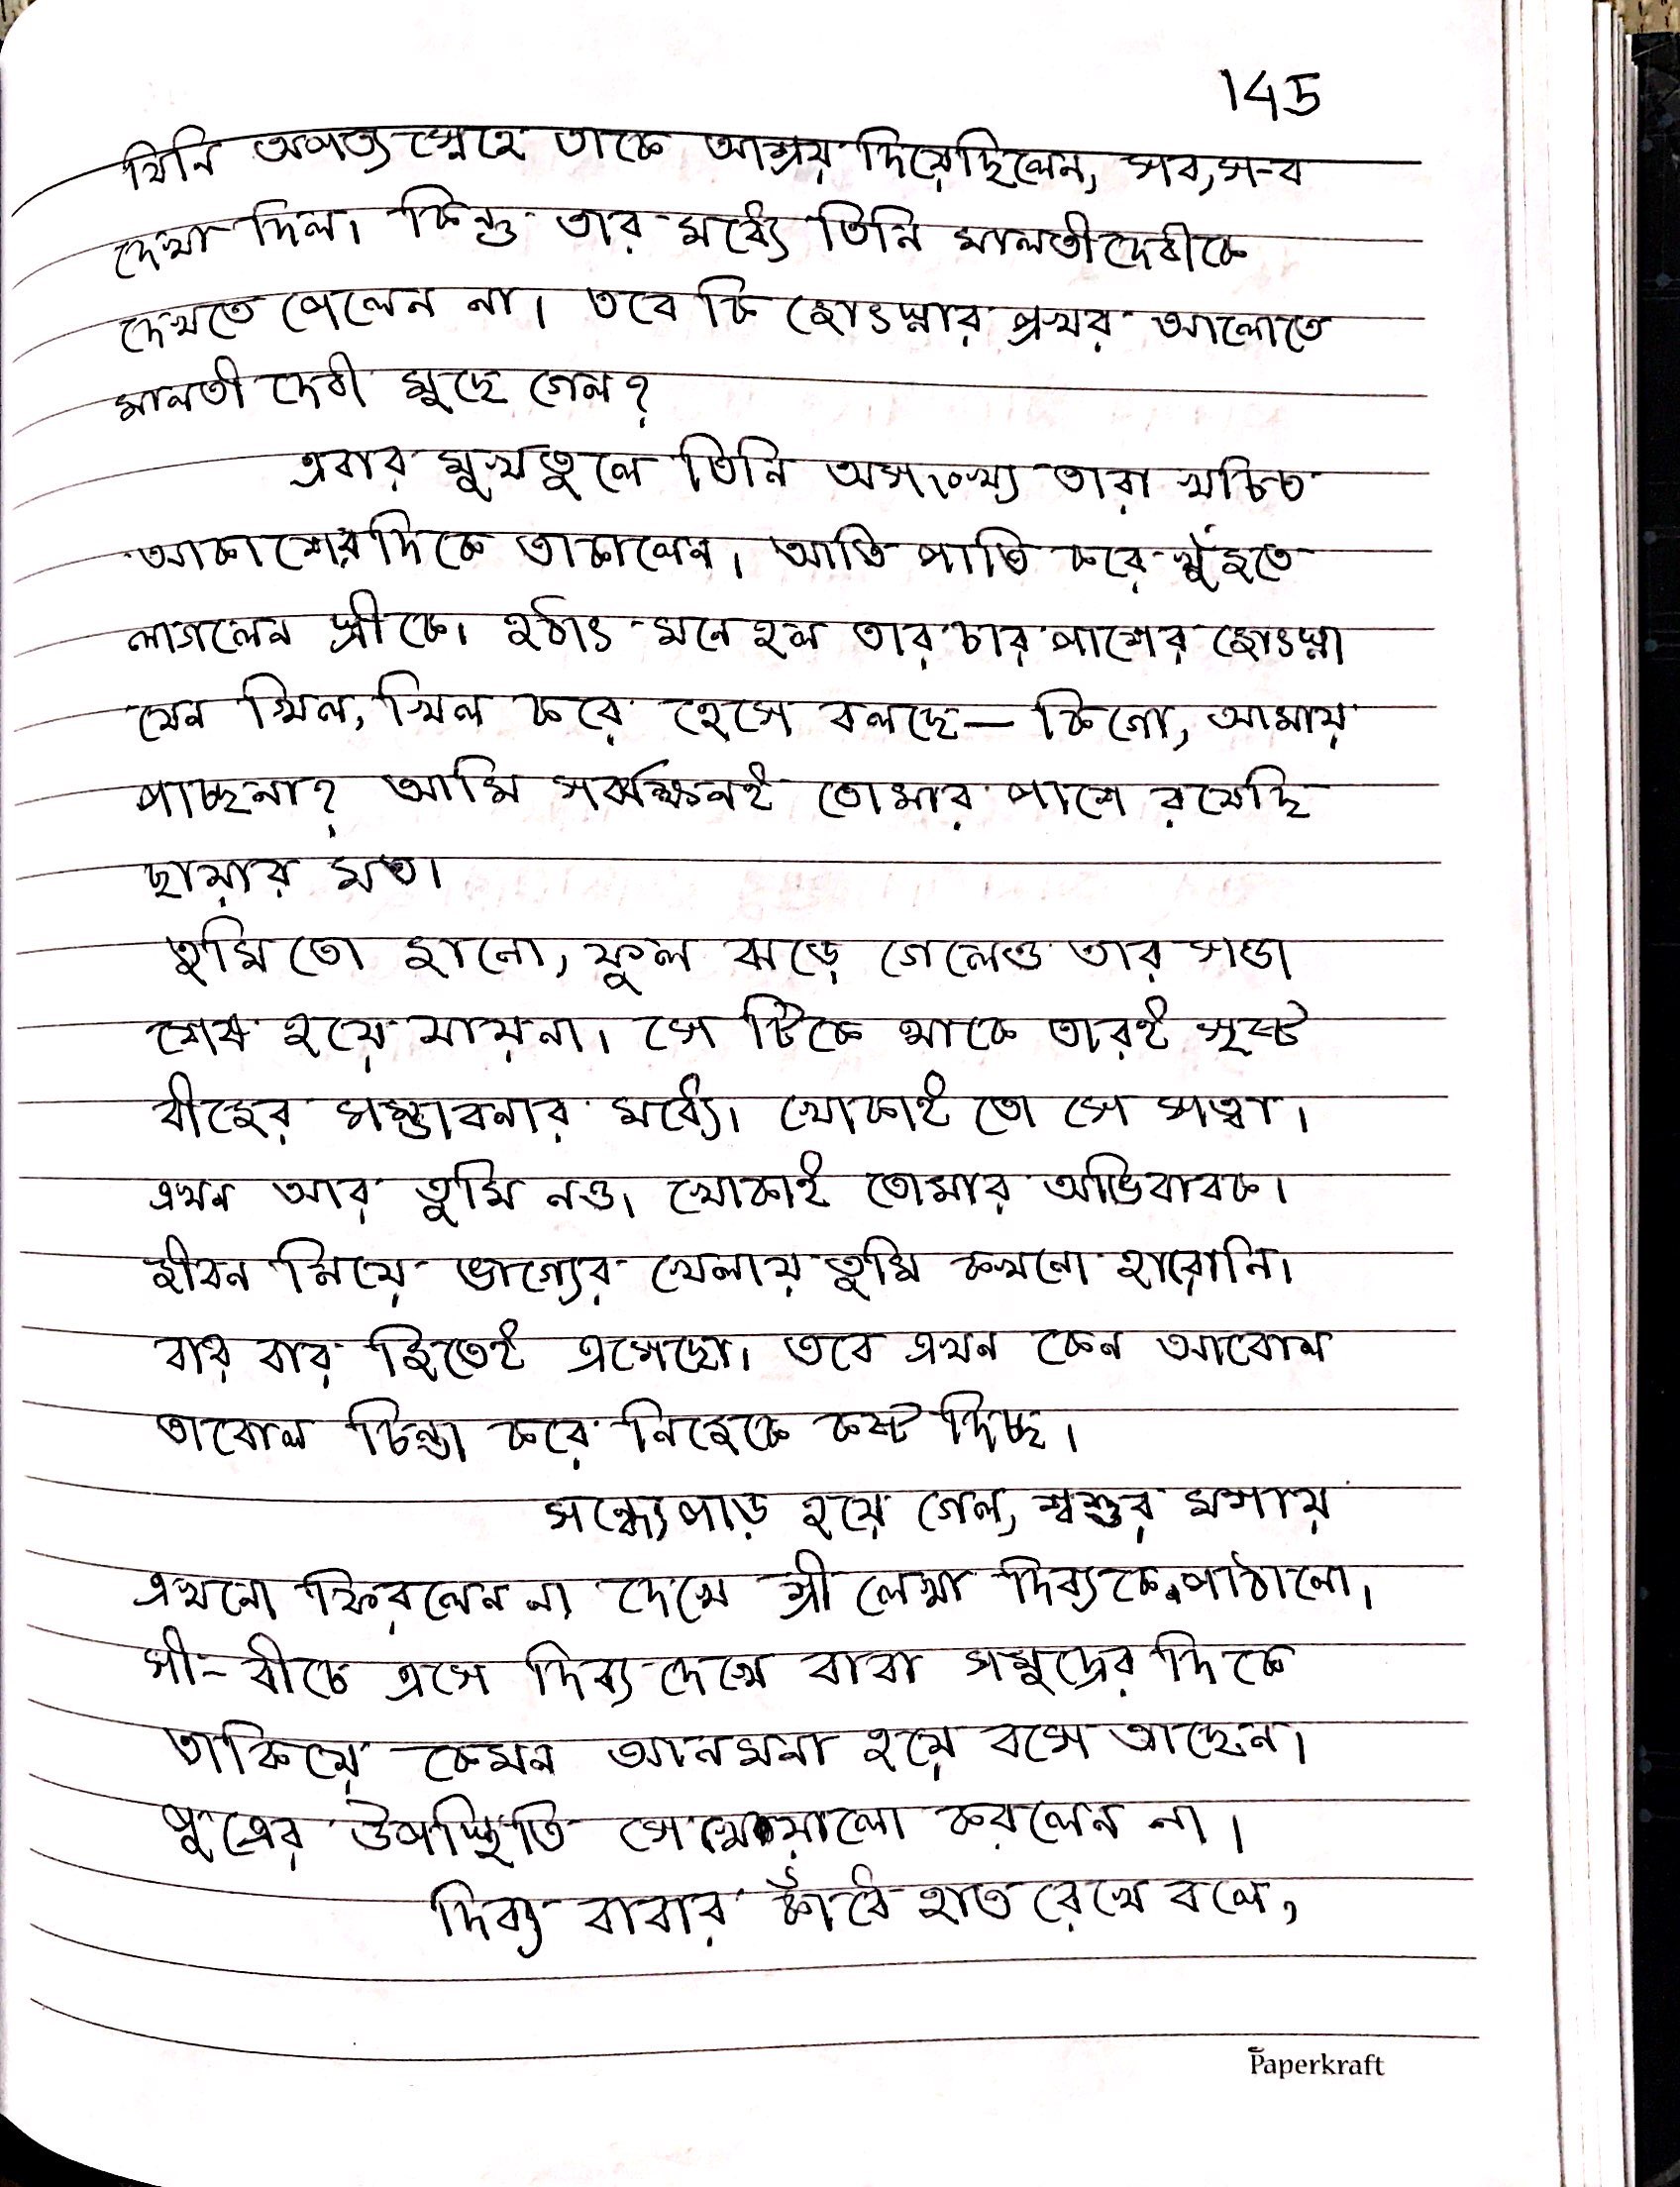 145
যিনি অপত্য স্নেহে তাকে আশ্রয় দিয়েছিলেন, সব, স-ব
দেখা দিল। কিন্তু তার মধ্যে তিনি মালতীদেবীকে
দেখতে পেলেন না। তবে কি জোৎস্নার প্রখর আলোতে
মালতী দেবী মুছে গেল?
এবার মুখতুলে তিনি অসংখ্য তারা খচিত
আকাশেরদিকে তাকালেন। আতি পাতি করে খুঁজতে
লাগলেন স্ত্রীকে। হঠাৎ মনে হল তার চার পাশের জোৎস্না
যেন খিল, খিল করে হেসে বলছে— কিগো, আমায়
পাচ্ছনা? আমি সর্বক্ষনই তোমার পাশে রয়েছি
ছায়ার মত।
তুমি তো জানো, ফুল ঝড়ে গেলেও তার সত্তা
শেষ হয়ে যায়না। সে টিকে থাকে তারই সৃষ্ট
বীজের সম্ভাবনার মধ্যে। খোকাই তো সে সত্বা।
এখন আর তুমি নও। খোকাই তোমার অভিবাবক।
জীবন নিয়ে ভাগ্যের খেলায় তুমি কখনো হারোনি।
বার বার জিতেই এসেছো। তবে এখন কেন আবোল
তাবোল চিন্তা করে নিজেকে কষ্ট দিচ্ছ।
সন্ধ্যেপাড় হয়ে গেল, শ্বশুর মশায়
এখনো ফিরলেন না দেখে শ্রী লেখা দিব্যকে পাঠালো।
সী-বীচে এসে দিব্য দেখে বাবা সমুদ্রের দিকে
তাকিয়ে কেমন আনমনা হয়ে বসে আছেন।
পুত্রের উপস্থিতি সে খেয়ালো করলেন না।
দিব্য বাবার কাঁধে হাত রেখে বলে,
Paperkraft